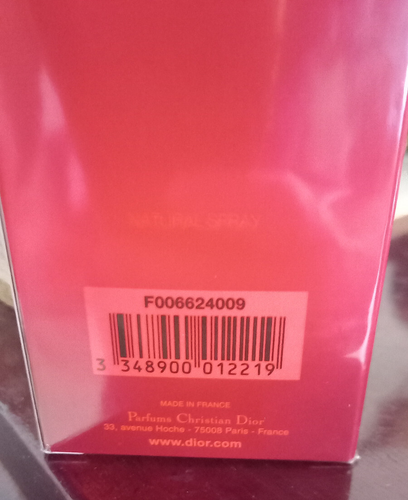 NATURAL SPRAY
F006624009
3 348900 012219
MADE IN FRANCE
Parfums Christian Dior
33, avenue Hoche - 75008 Paris - France
www.dior.com